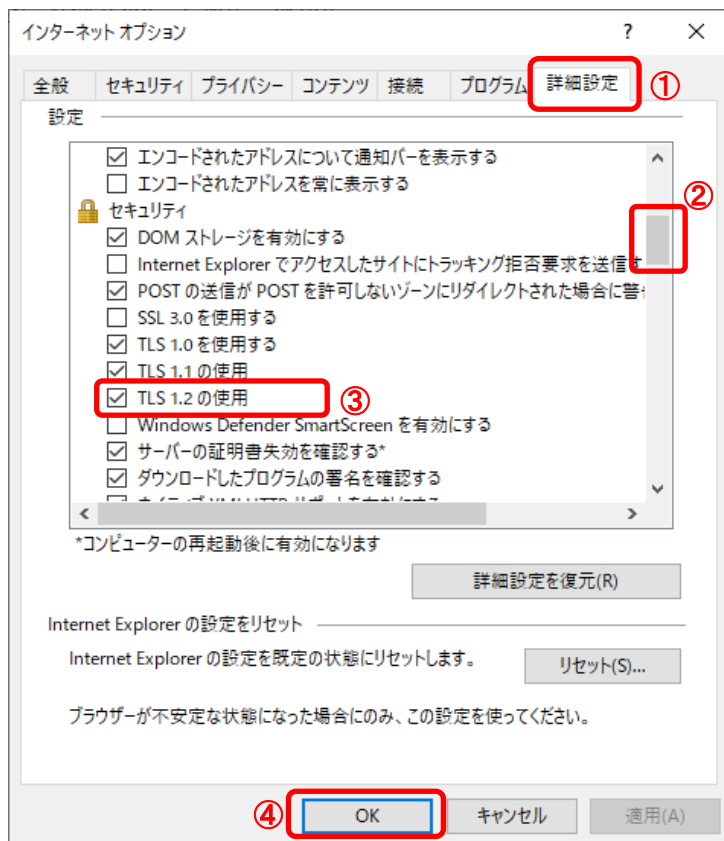 インターネット オプション ? ×
全般 セキュリティ プライバシー コンテンツ 接続 プログラム 詳細設定 ①
設定
エンコードされたアドレスについて通知バーを表示する
エンコードされたアドレスを常に表示する
②
セキュリティ
DOM ストレージを有効にする
Internet Explorer でアクセスしたサイトにトラッキング拒否要求を送信す
POST の送信が POST を許可しないゾーンにリダイレクトされた場合に警
SSL 3.0 を使用する
TLS 1.0 を使用する
TLS 1.1 の使用
TLS 1.2 の使用 ③
Windows Defender SmartScreen を有効にする
サーバーの証明書失効を確認する*
ダウンロードしたプログラムの署名を確認する
*コンピューターの再起動後に有効になります
詳細設定を復元(R)
Internet Explorer の設定をリセット
Internet Explorer の設定を既定の状態にリセットします。
リセット(S)...
ブラウザーが不安定な状態になった場合にのみ、この設定を使ってください。
④ OK キャンセル 適用(A)